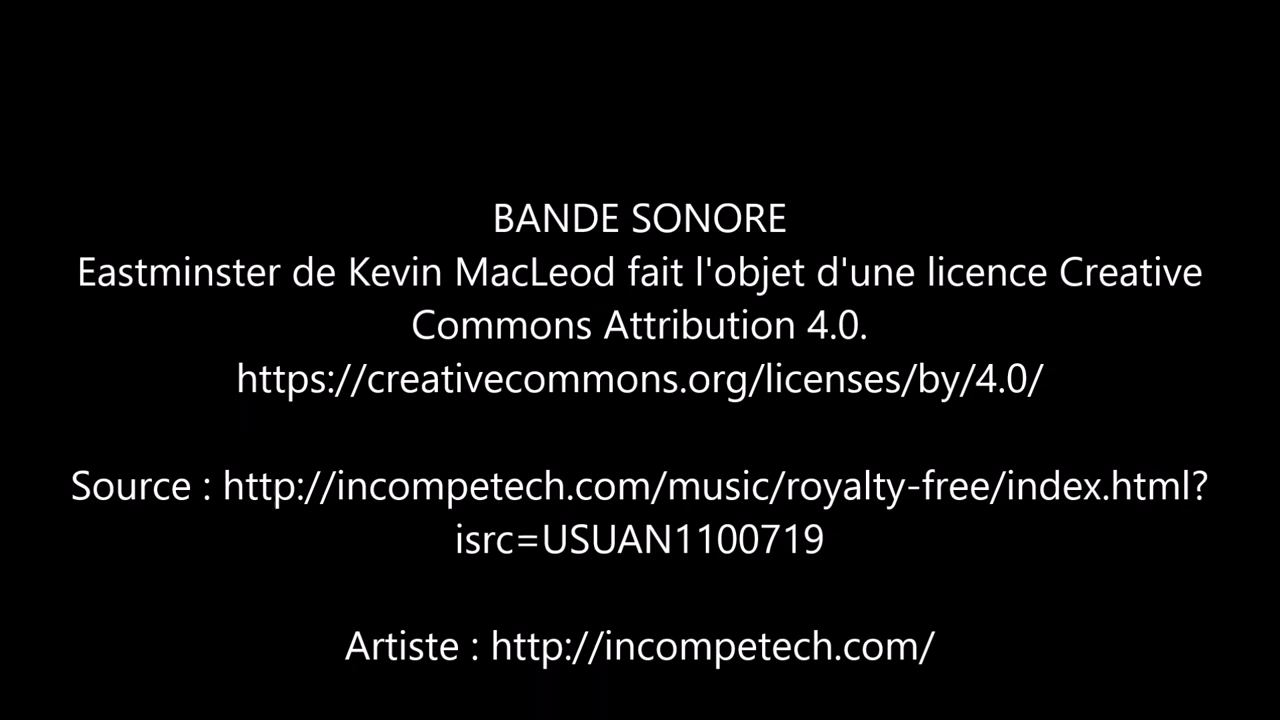 BANDE SONORE
Eastminster de Kevin MacLeod fait l'objet d'une licence Creative
Commons Attribution 4.0.
https://creativecommons.org/licenses/by/4.0/
Source : http://incompetech.com/music/royalty-free/index.html?
isrc=USUAN1100719
Artiste : http://incompetech.com/